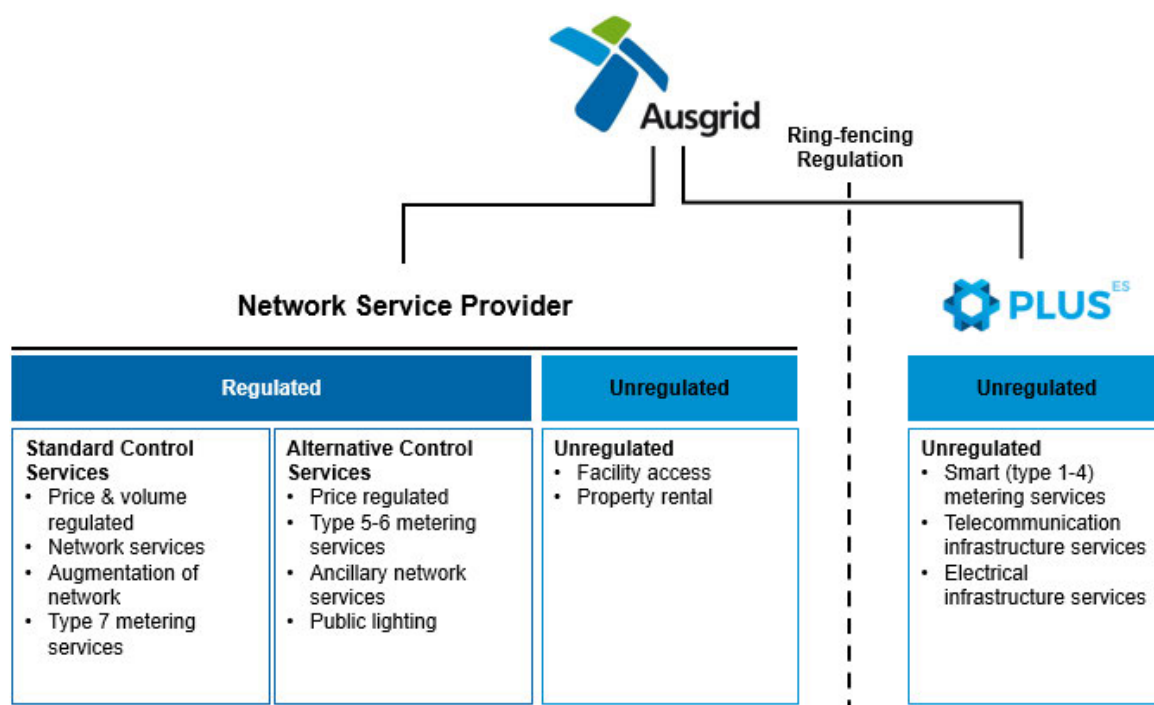 Ausgrid
Ring-fencing
Regulation
Network Service Provider
PLUS ES
Regulated
Unregulated
Unregulated
Standard Control
Services
• Price & volume
regulated
• Network services
• Augmentation of
network
• Type 7 metering
services
Alternative Control
Services
• Price regulated
• Type 5-6 metering
services
• Ancillary network
services
• Public lighting
Unregulated
• Facility access
• Property rental
Unregulated
• Smart (type 1-4)
metering services
• Telecommunication
infrastructure services
• Electrical
infrastructure services